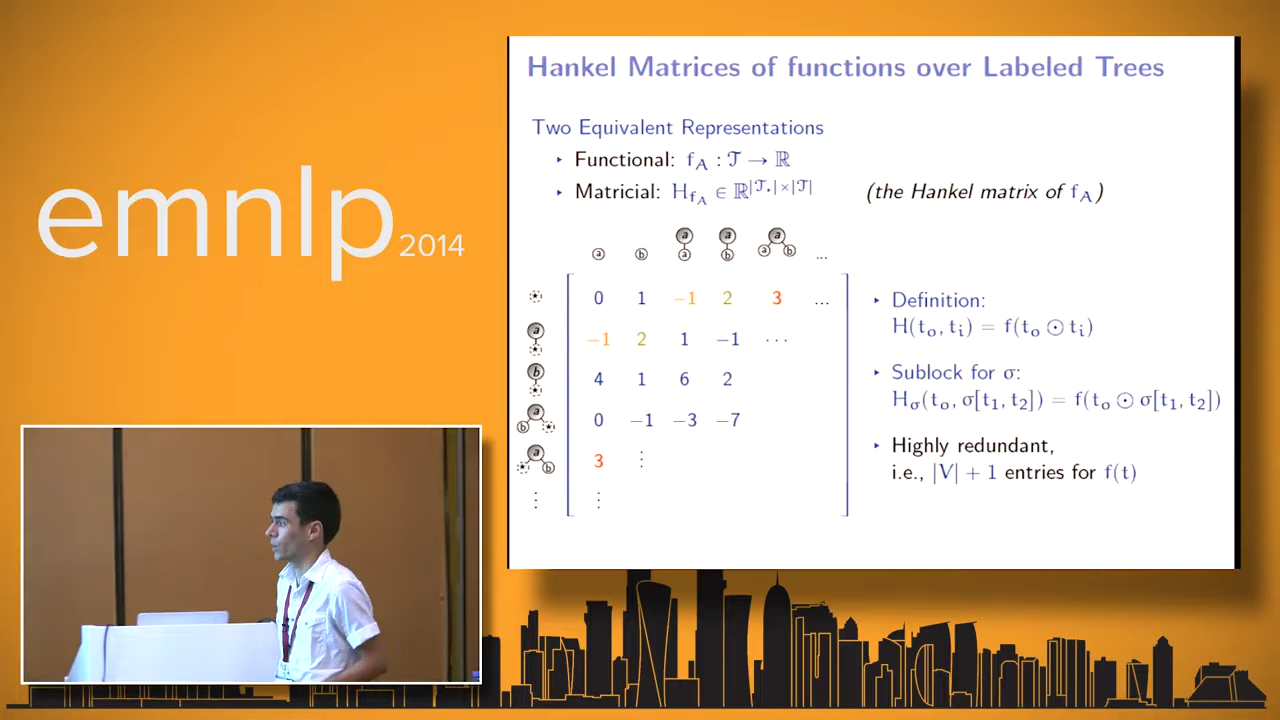 emnlp 2014
Hankel Matrices of functions over Labeled Trees
Two Equivalent Representations
‣ Functional: f_A : 𝒯 → ℝ
‣ Matricial: H_{f_A} ∈ ℝ^{|𝒯_*|×|𝒯|} (the Hankel matrix of f_A)
a b a a b a a b a b ...
* 0 1 −1 2 3 ...
a * −1 2 1 −1 ⋯
b * 4 1 6 2
a b * 0 −1 −3 −7
a * b 3 ⋮
⋮ ⋮
‣ Definition:
H(t_o, t_i) = f(t_o ⊙ t_i)
‣ Sublock for σ:
H_σ(t_o, σ[t_1, t_2]) = f(t_o ⊙ σ[t_1, t_2])
‣ Highly redundant,
i.e., |V| + 1 entries for f(t)